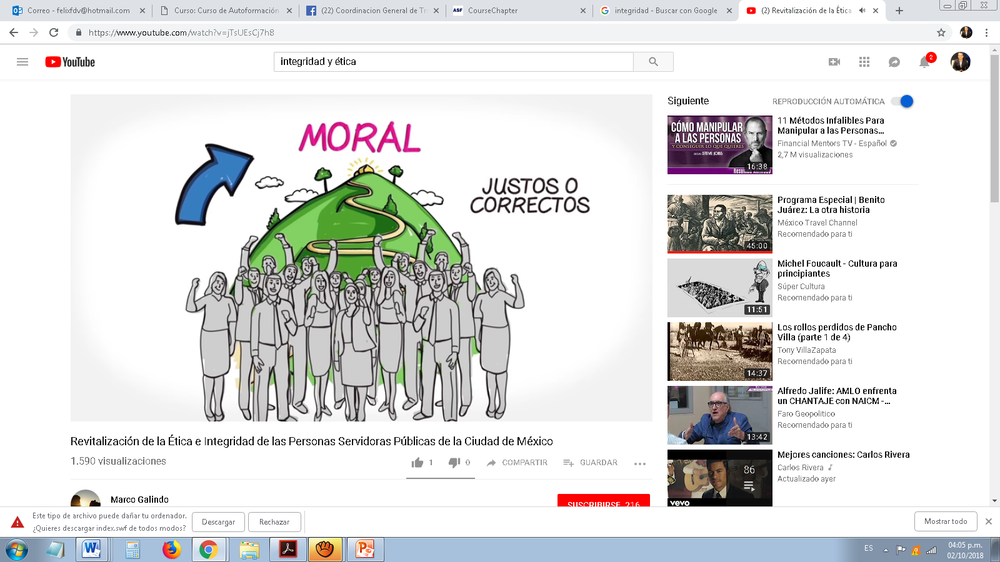 Correo - felixfdv@hotmail.com
Curso: Curso de Autoformación
(22) Coordinacion General de Tra
ASF CourseChapter
integridad - Buscar con Google
(2) Revitalización de la Ética
https://www.youtube.com/watch?v=jTsUEsCj7h8
YouTube
integridad y ética
2
MORAL
JUSTOS O
CORRECTOS
Siguiente
REPRODUCCIÓN AUTOMÁTICA
CÓMO MANIPULAR
A LAS PERSONAS
Y CONSEGUIR LO QUE QUIERES
SEGÚN STEVE JOBS
16:38
11 Métodos Infalibles Para
Manipular a las Personas...
Financial Mentors TV - Español
2,7 M visualizaciones
45:00
Programa Especial | Benito
Juárez: La otra historia
México Travel Channel
Recomendado para ti
11:51
Michel Foucault - Cultura para
principiantes
Súper Cultura
Recomendado para ti
14:37
Los rollos perdidos de Pancho
Villa (parte 1 de 4)
Tony VillaZapata
Recomendado para ti
13:42
Alfredo Jalife: AMLO enfrenta
un CHANTAJE con NAICM -...
Faro Geopolitico
Recomendado para ti
86
vevo
Mejores canciones: Carlos Rivera
Carlos Rivera
Actualizado ayer
Revitalización de la Ética e Integridad de las Personas Servidoras Públicas de la Ciudad de México
1.590 visualizaciones
1 0 COMPARTIR GUARDAR
Marco Galindo
SUSCRIBIRSE 216
Este tipo de archivo puede dañar tu ordenador.
¿Quieres descargar index.swf de todos modos?
Descargar
Rechazar
Mostrar todo
ES
04:05 p.m.
02/10/2018